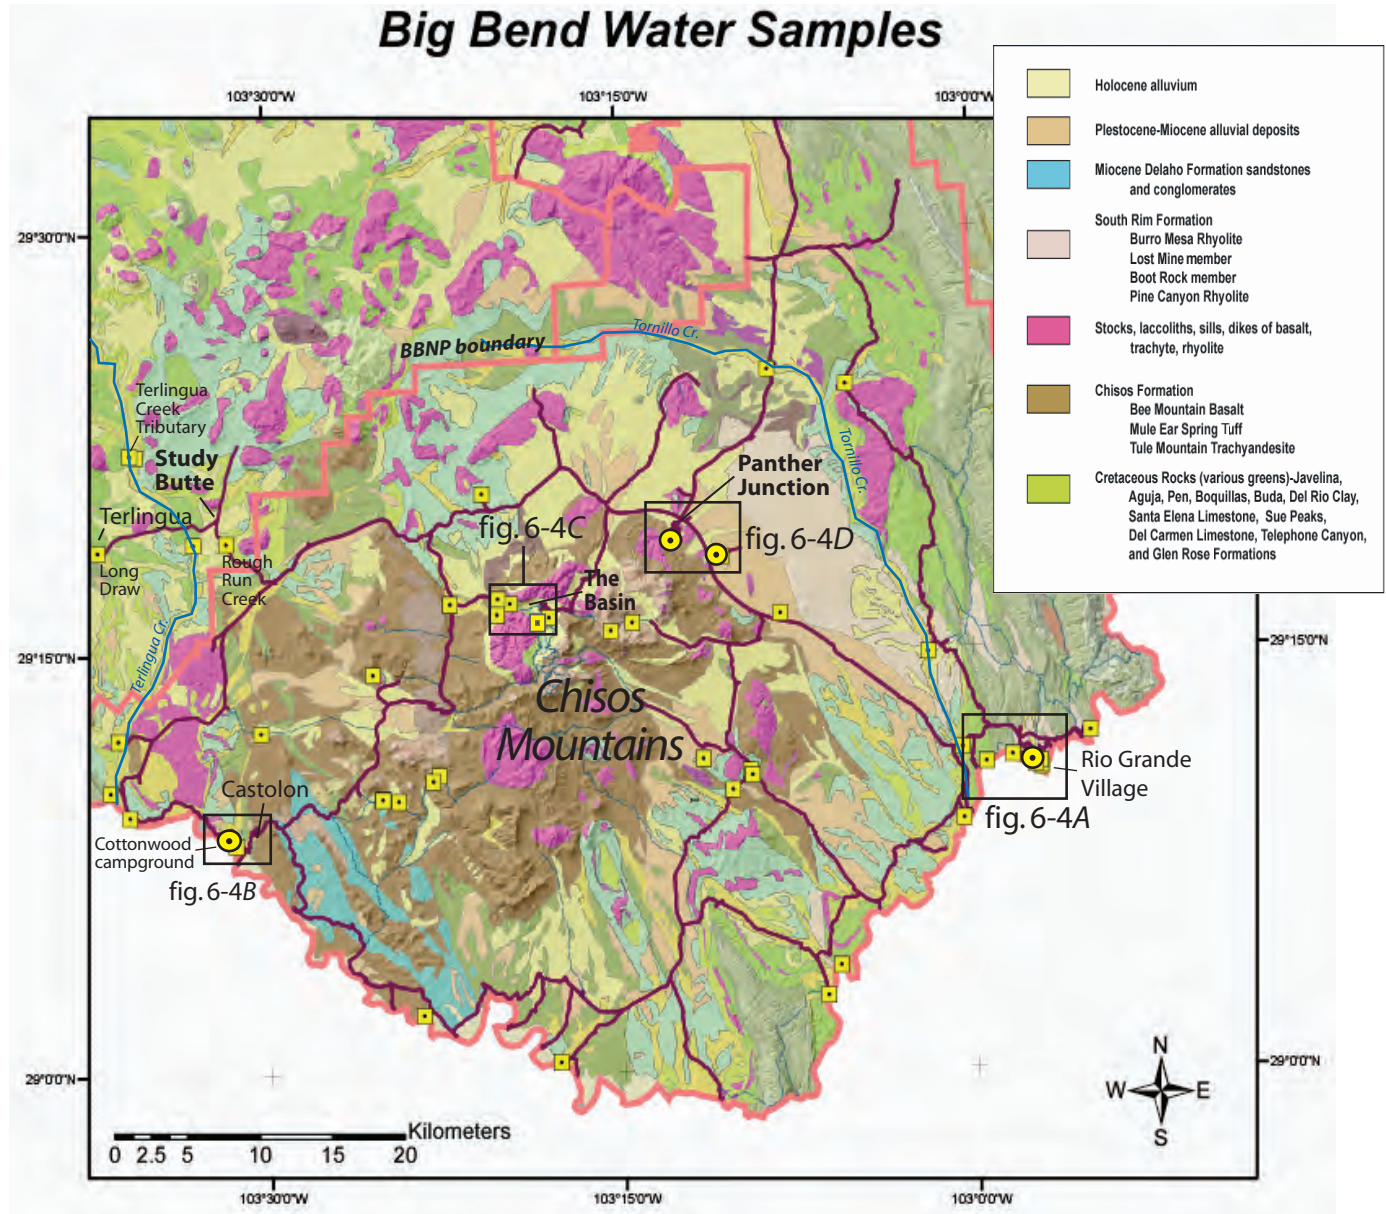 Big Bend Water Samples
103°30'0"W
103°15'0"W
103°0'0"W
Holocene alluvium
Plestocene-Miocene alluvial deposits
Miocene Delaho Formation sandstones
and conglomerates
South Rim Formation
Burro Mesa Rhyolite
Lost Mine member
Boot Rock member
Pine Canyon Rhyolite
Stocks, laccoliths, sills, dikes of basalt,
trachyte, rhyolite
Chisos Formation
Bee Mountain Basalt
Mule Ear Spring Tuff
Tule Mountain Trachyandesite
Cretaceous Rocks (various greens)-Javelina,
Aguja, Pen, Boquillas, Buda, Del Rio Clay,
Santa Elena Limestone, Sue Peaks,
Del Carmen Limestone, Telephone Canyon,
and Glen Rose Formations
29°30'0"N
Tornillo Cr.
BBNP boundary
Terlingua
Creek
Tributary
Study
Butte
Tornillo Cr.
Panther
Junction
Terlingua
fig. 6-4C
fig. 6-4D
Long
Draw
Rough
Run
Creek
The
Basin
29°15'0"N
29°15'0"N
Terlingua Cr.
Chisos
Mountains
Rio Grande
Village
Castolon
fig. 6-4A
Cottonwood
campground
fig. 6-4B
29°0'0"N
29°0'0"N
N
W
E
S
Kilometers
0 2.5 5 10 15 20
103°30'0"W
103°15'0"W
103°0'0"W